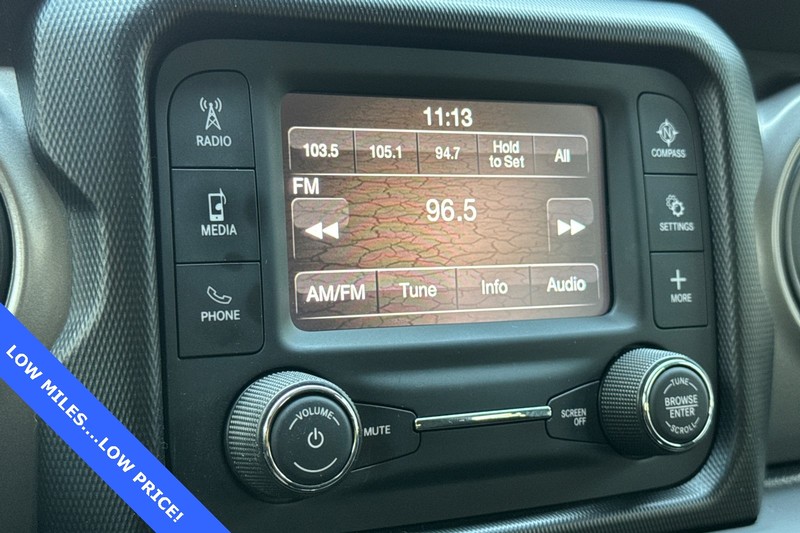 11:13
103.5 105.1 94.7 Hold to Set All
FM
96.5
AM/FM Tune Info Audio
RADIO
MEDIA
PHONE
N
COMPASS
SETTINGS
MORE
VOLUME
MUTE
SCREEN
OFF
TUNE
BROWSE
ENTER
SCROLL
LOW MILES....LOW PRICE!